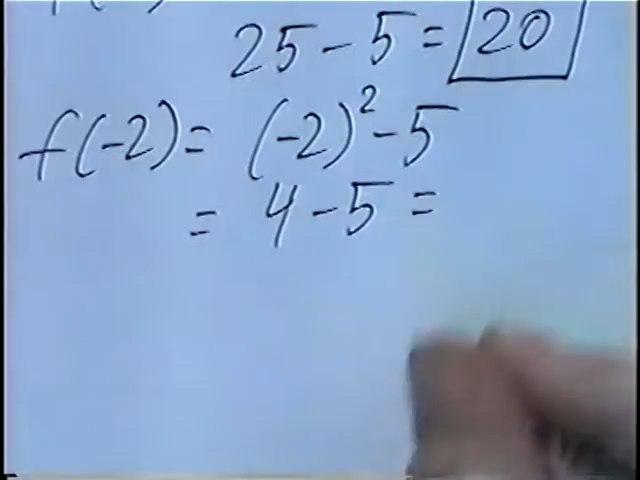 25 - 5 = 20
f(-2) = (-2)² - 5
= 4 - 5 =